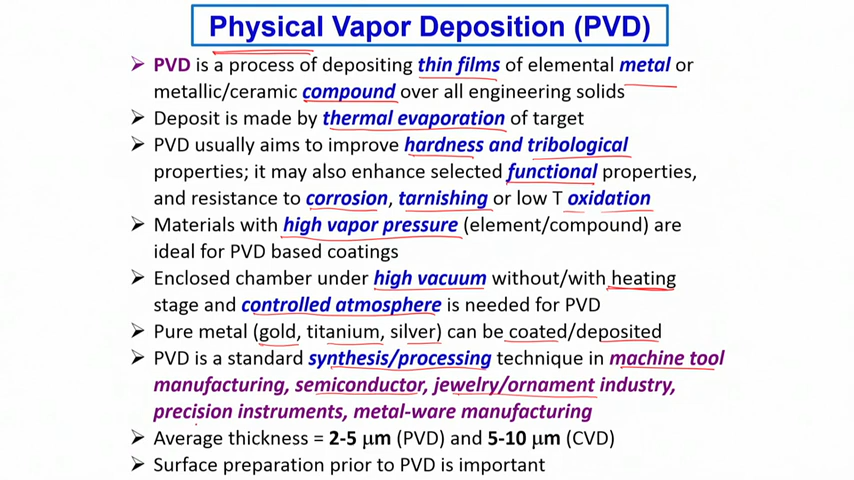 Physical Vapor Deposition (PVD)
➢ PVD is a process of depositing thin films of elemental metal or
metallic/ceramic compound over all engineering solids
➢ Deposit is made by thermal evaporation of target
➢ PVD usually aims to improve hardness and tribological
properties; it may also enhance selected functional properties,
and resistance to corrosion, tarnishing or low T oxidation
➢ Materials with high vapor pressure (element/compound) are
ideal for PVD based coatings
➢ Enclosed chamber under high vacuum without/with heating
stage and controlled atmosphere is needed for PVD
➢ Pure metal (gold, titanium, silver) can be coated/deposited
➢ PVD is a standard synthesis/processing technique in machine tool
manufacturing, semiconductor, jewelry/ornament industry,
precision instruments, metal-ware manufacturing
➢ Average thickness = 2-5 μm (PVD) and 5-10 μm (CVD)
➢ Surface preparation prior to PVD is important